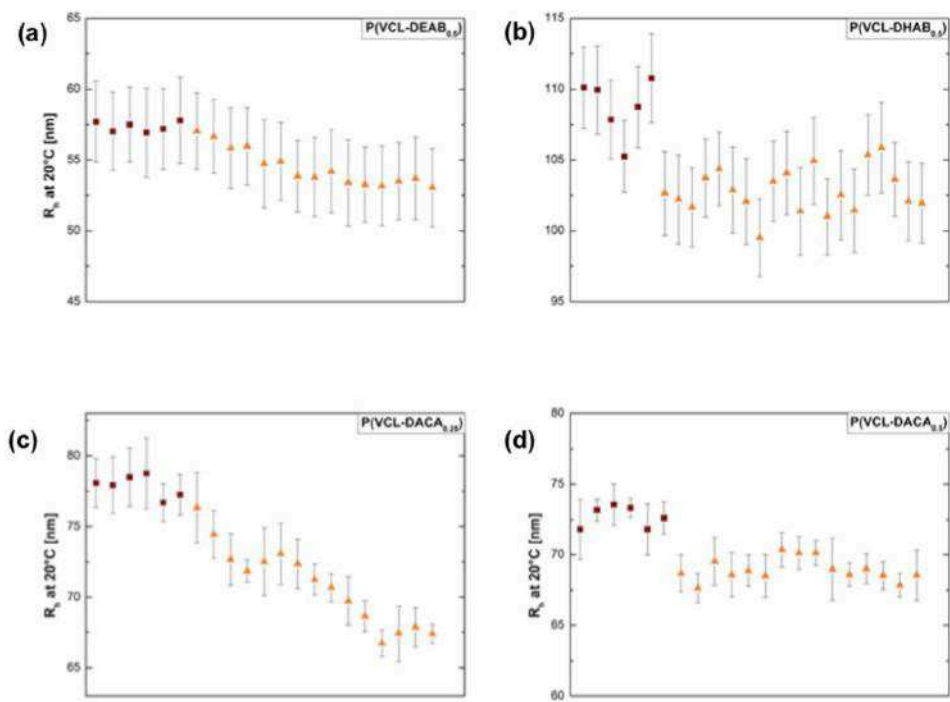 (a)
P(VCL-DEAB0.5)
65
60
55
50
45
Rh at 20°C [nm]
(b)
P(VCL-DHAB0.5)
115
110
105
100
95
(c)
P(VCL-DACA0.25)
80
75
70
65
Rh at 20°C [nm]
(d)
P(VCL-DACA0.5)
80
75
70
65
60
Rh at 20°C [nm]